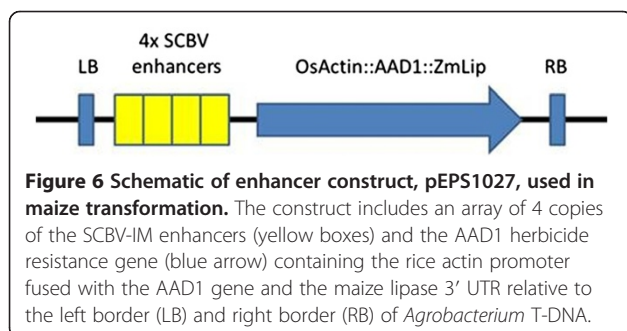 4x SCBV
enhancers
LB
OsActin::AAD1::ZmLip
RB
Figure 6 Schematic of enhancer construct, pEPS1027, used in
maize transformation. The construct includes an array of 4 copies
of the SCBV-IM enhancers (yellow boxes) and the AAD1 herbicide
resistance gene (blue arrow) containing the rice actin promoter
fused with the AAD1 gene and the maize lipase 3′ UTR relative to
the left border (LB) and right border (RB) of Agrobacterium T-DNA.